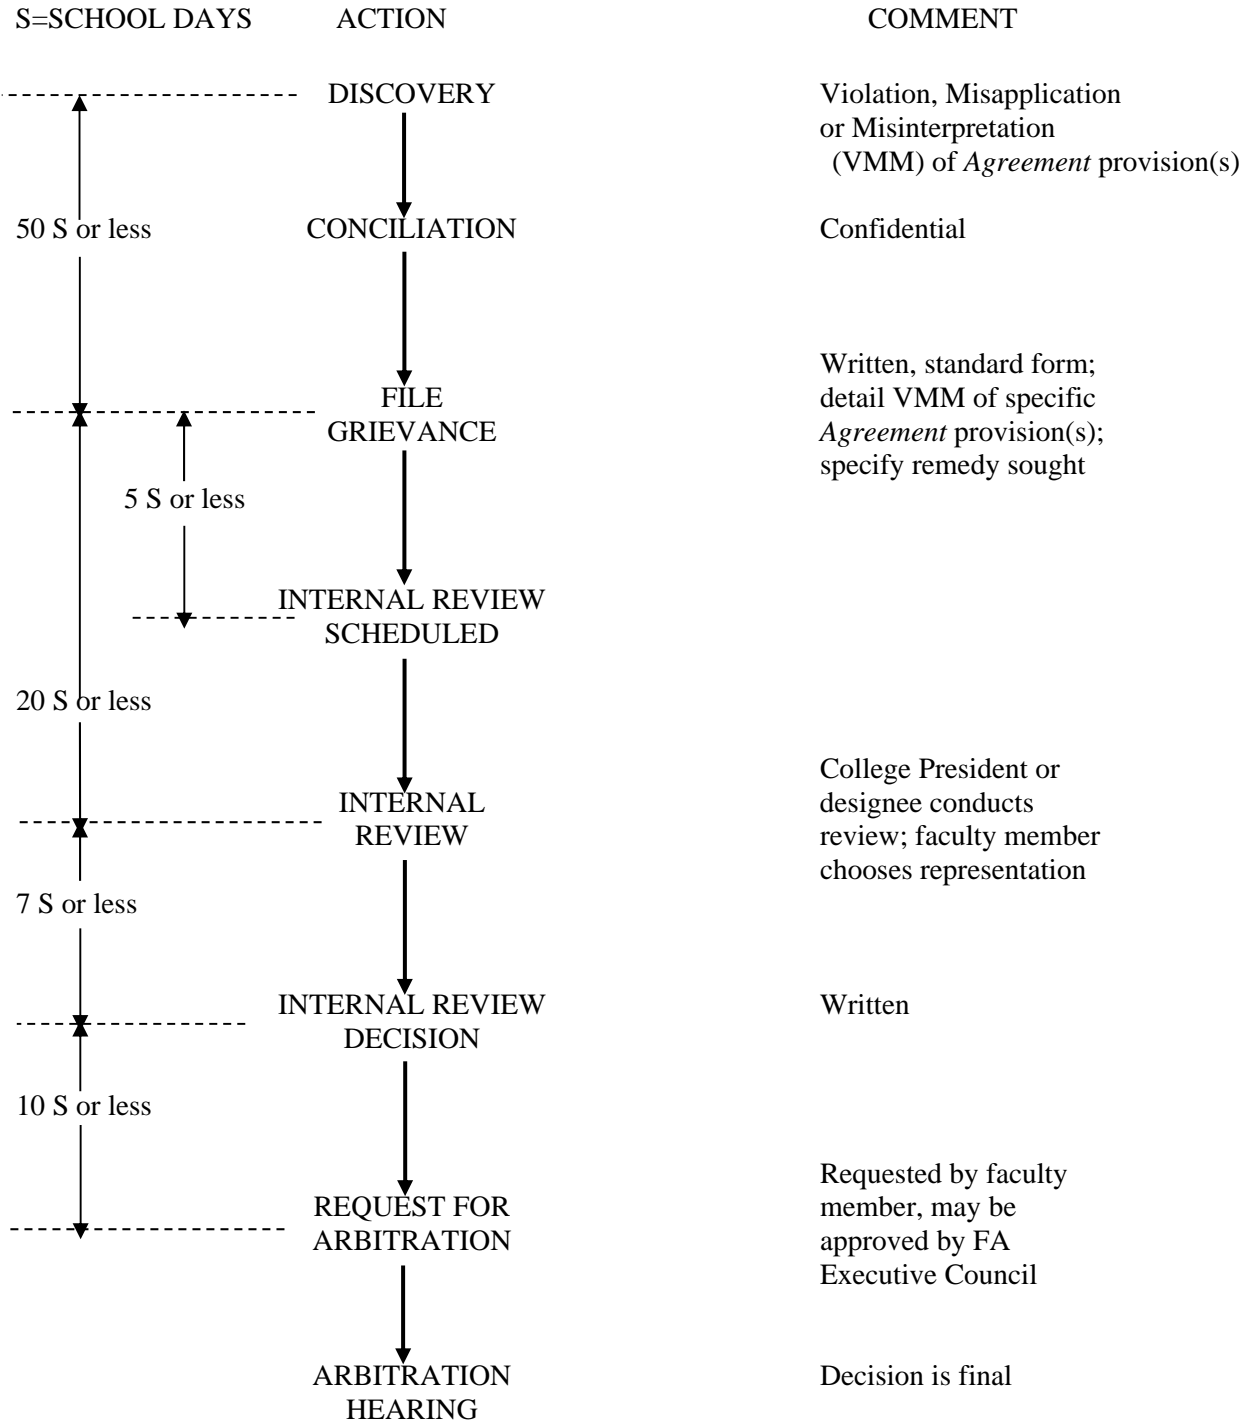 S=SCHOOL DAYS ACTION COMMENT
DISCOVERY Violation, Misapplication
or Misinterpretation
(VMM) of Agreement provision(s)
50 S or less CONCILIATION Confidential
Written, standard form;
FILE detail VMM of specific
GRIEVANCE Agreement provision(s);
specify remedy sought
5 S or less
INTERNAL REVIEW
SCHEDULED
20 S or less
College President or
INTERNAL designee conducts
REVIEW review; faculty member
chooses representation
7 S or less
INTERNAL REVIEW Written
DECISION
10 S or less
Requested by faculty
REQUEST FOR member, may be
ARBITRATION approved by FA
Executive Council
ARBITRATION Decision is final
HEARING